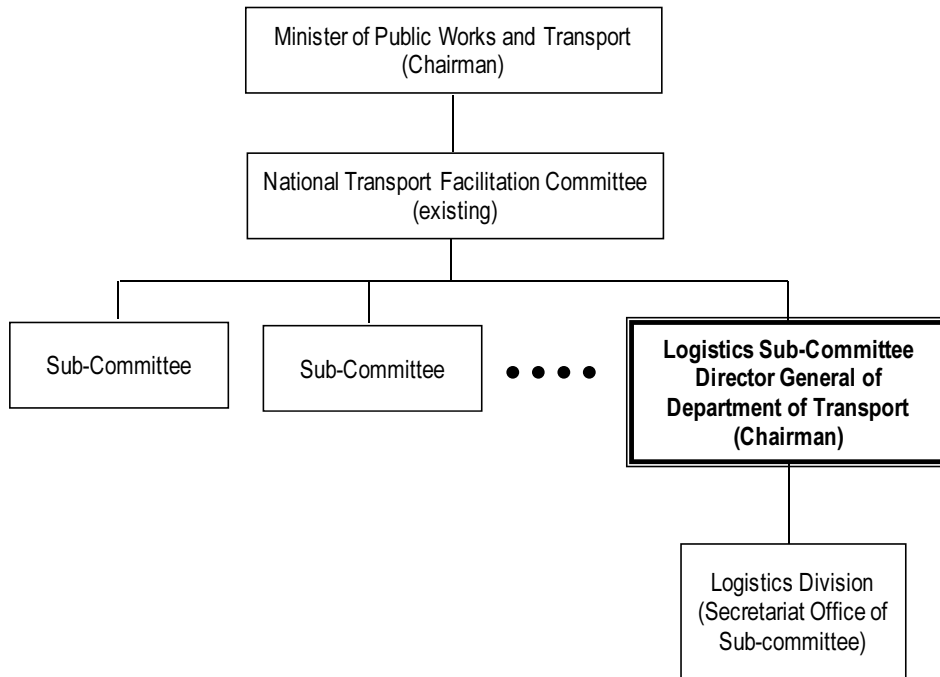 Minister of Public Works and Transport
(Chairman)
National Transport Facilitation Committee
(existing)
Sub-Committee
Sub-Committee
Logistics Sub-Committee
Director General of
Department of Transport
(Chairman)
Logistics Division
(Secretariat Office of
Sub-committee)